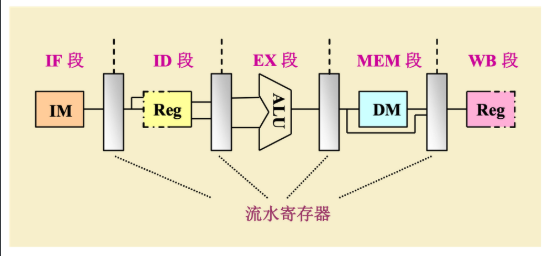 IF 段 ID 段 EX 段 MEM 段 WB 段
IM Reg ALU DM Reg
流水寄存器